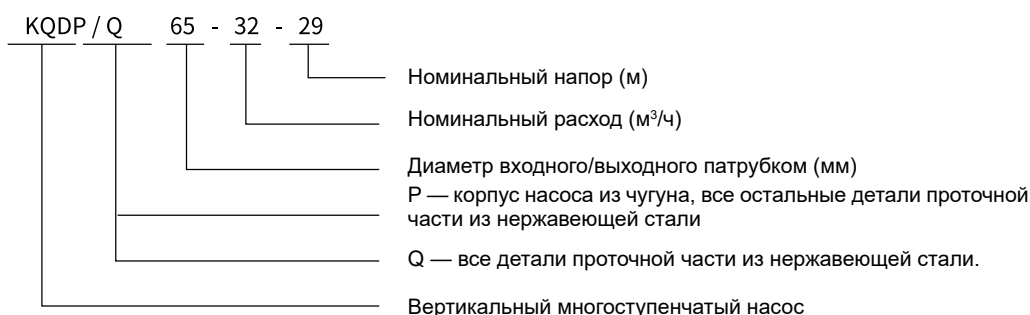 KQDP / Q 65 - 32 - 29
Номинальный напор (м)
Номинальный расход (м³/ч)
Диаметр входного/выходного патрубком (мм)
P — корпус насоса из чугуна, все остальные детали проточной
части из нержавеющей стали
Q — все детали проточной части из нержавеющей стали.
Вертикальный многоступенчатый насос